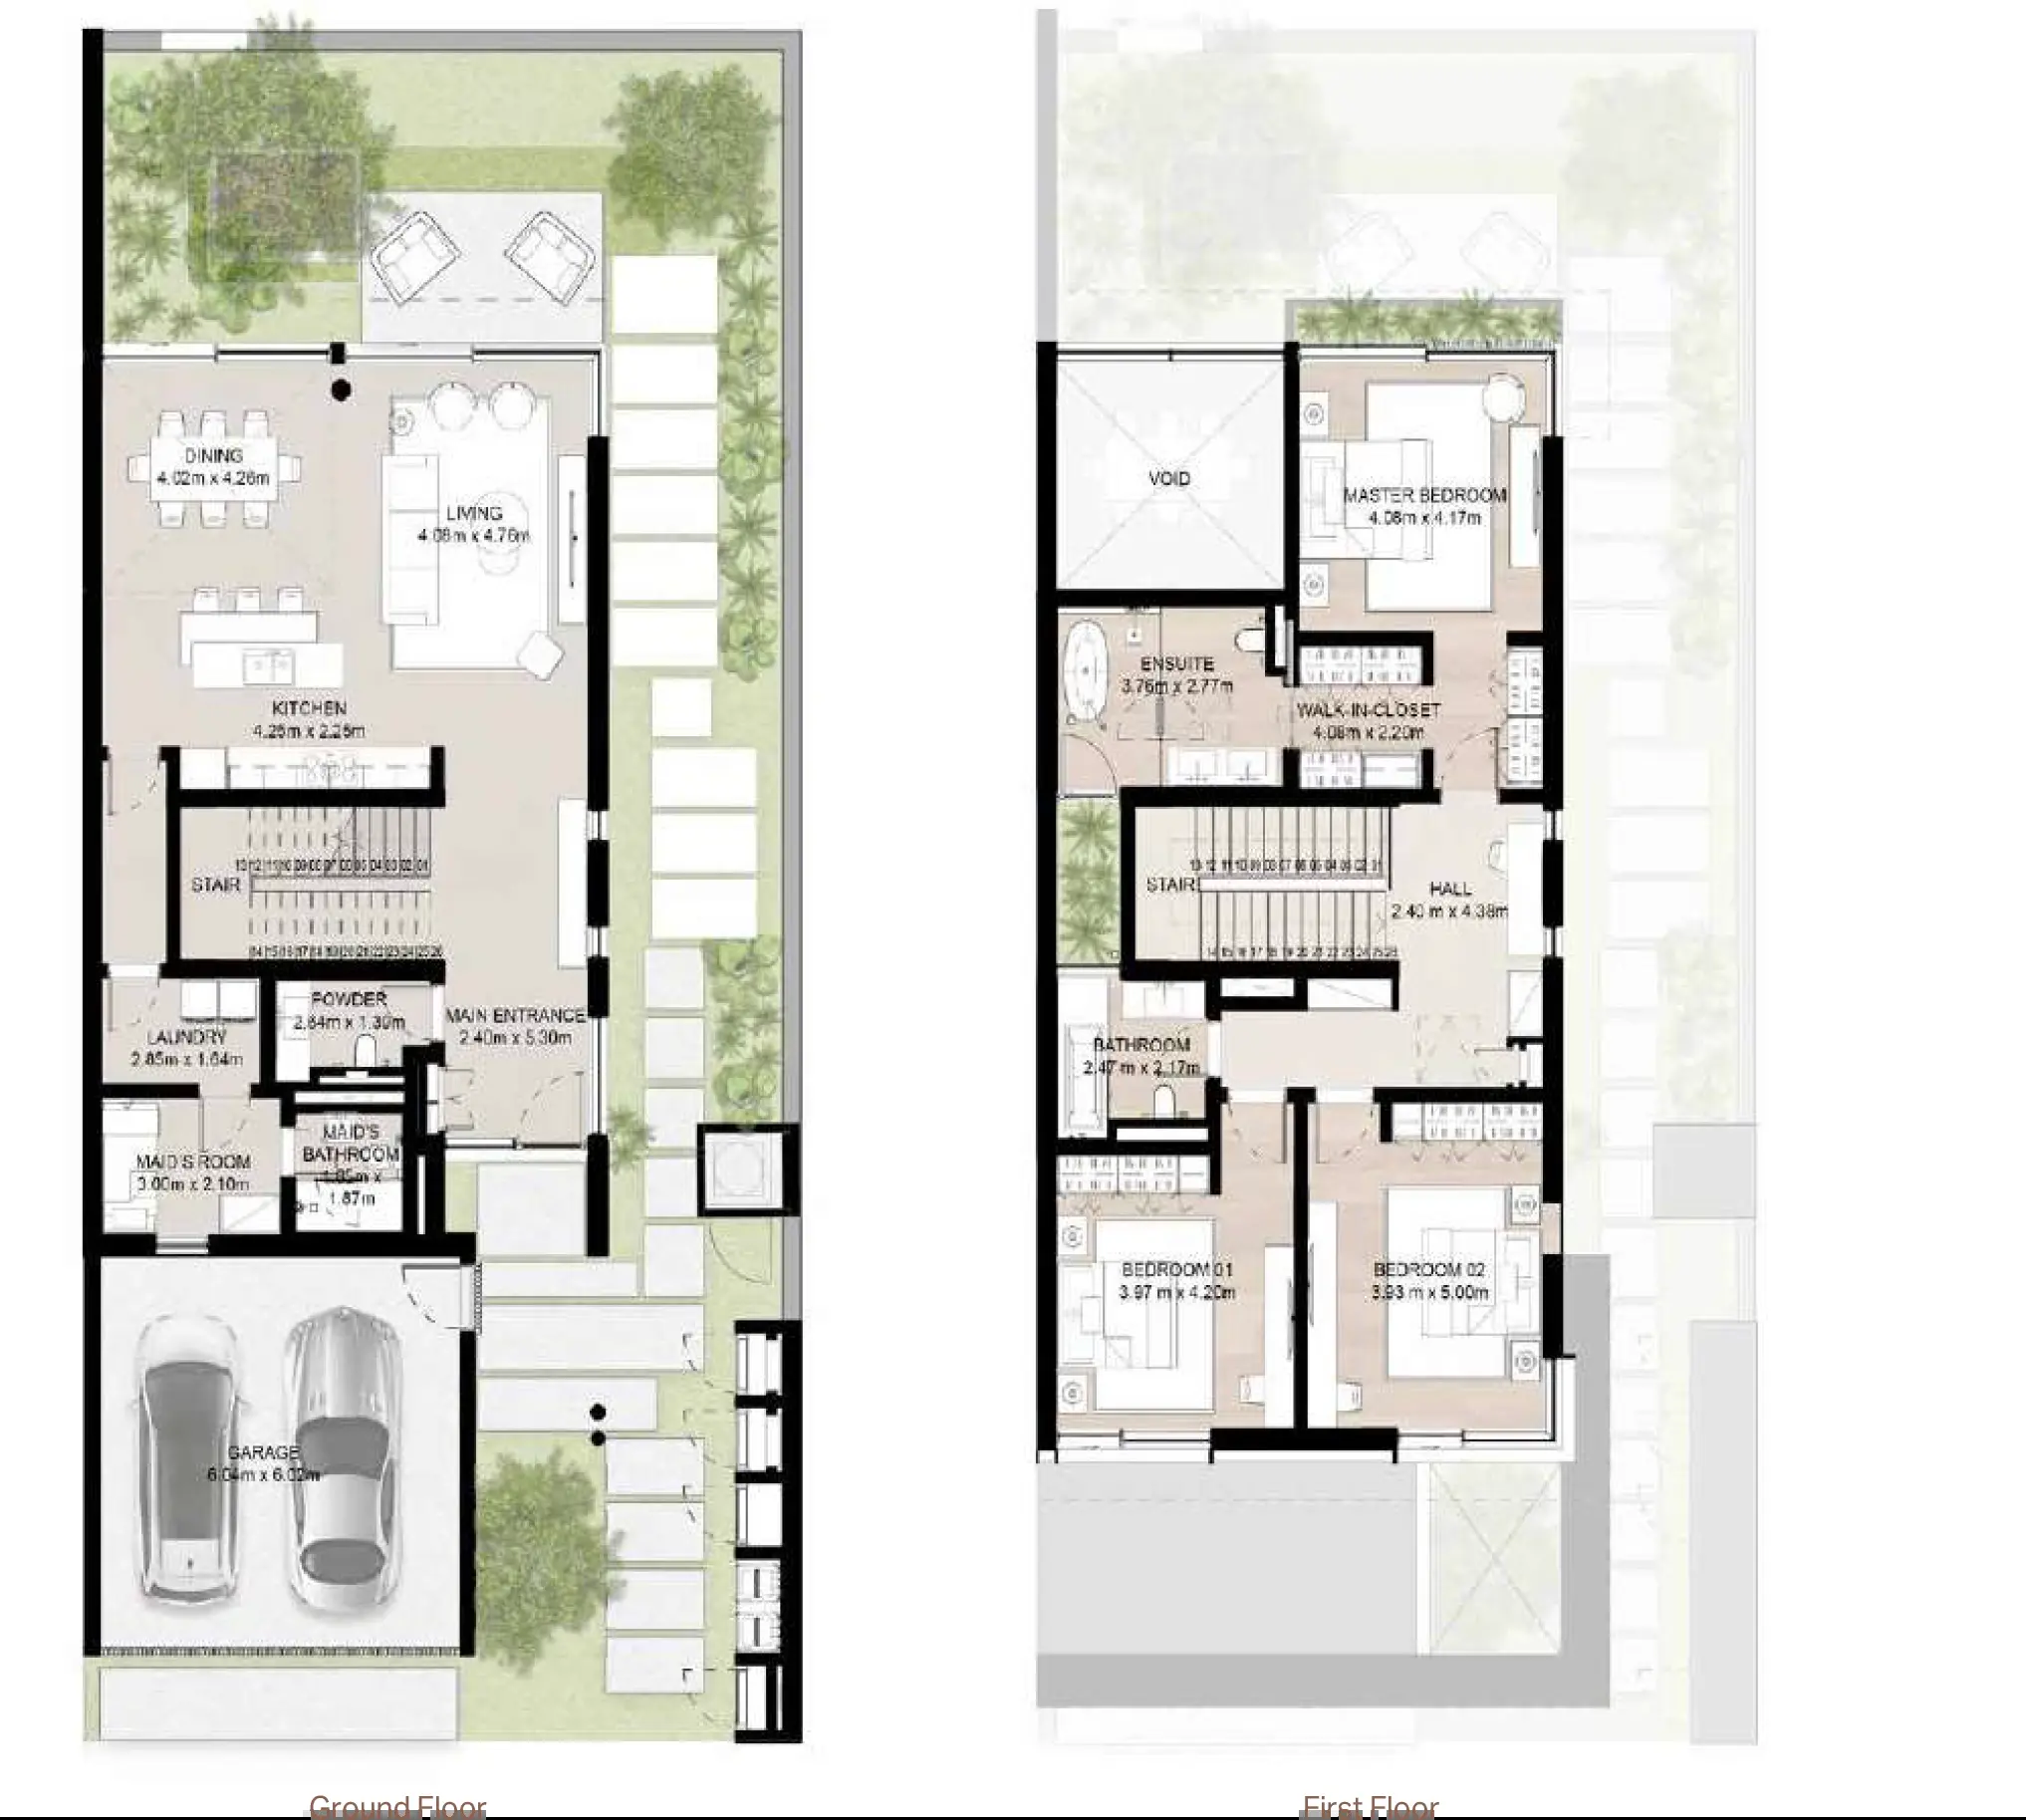 DINING
4.02m x 4.26m
LIVING
4.08m x 4.76m
KITCHEN
4.25m x 2.25m
13 12 11 10 09 08 07 06 05 04 03 02 01
STAIR
14 15 16 17 18 19 20 21 22 23 24 25 26
POWDER
2.64m x 1.30m
MAIN ENTRANCE
2.40m x 5.30m
LAUNDRY
2.85m x 1.64m
MAID'S
BATHROOM
1.85m x
1.87m
MAID'S ROOM
3.00m x 2.10m
GARAGE
6.04m x 6.02m
Ground Floor
VOID
MASTER BEDROOM
4.08m x 4.17m
ENSUITE
3.76m x 2.77m
WALK-IN-CLOSET
4.08m x 2.20m
13 12 11 10 09 08 07 06 05 04 03 02 01
STAIR
HALL
2.40 m x 4.38m
14 15 16 17 18 19 20 21 22 23 24 25 26
BATHROOM
2.47 m x 2.17m
BEDROOM 01
3.97 m x 4.20m
BEDROOM 02
3.93 m x 5.00m
First Floor